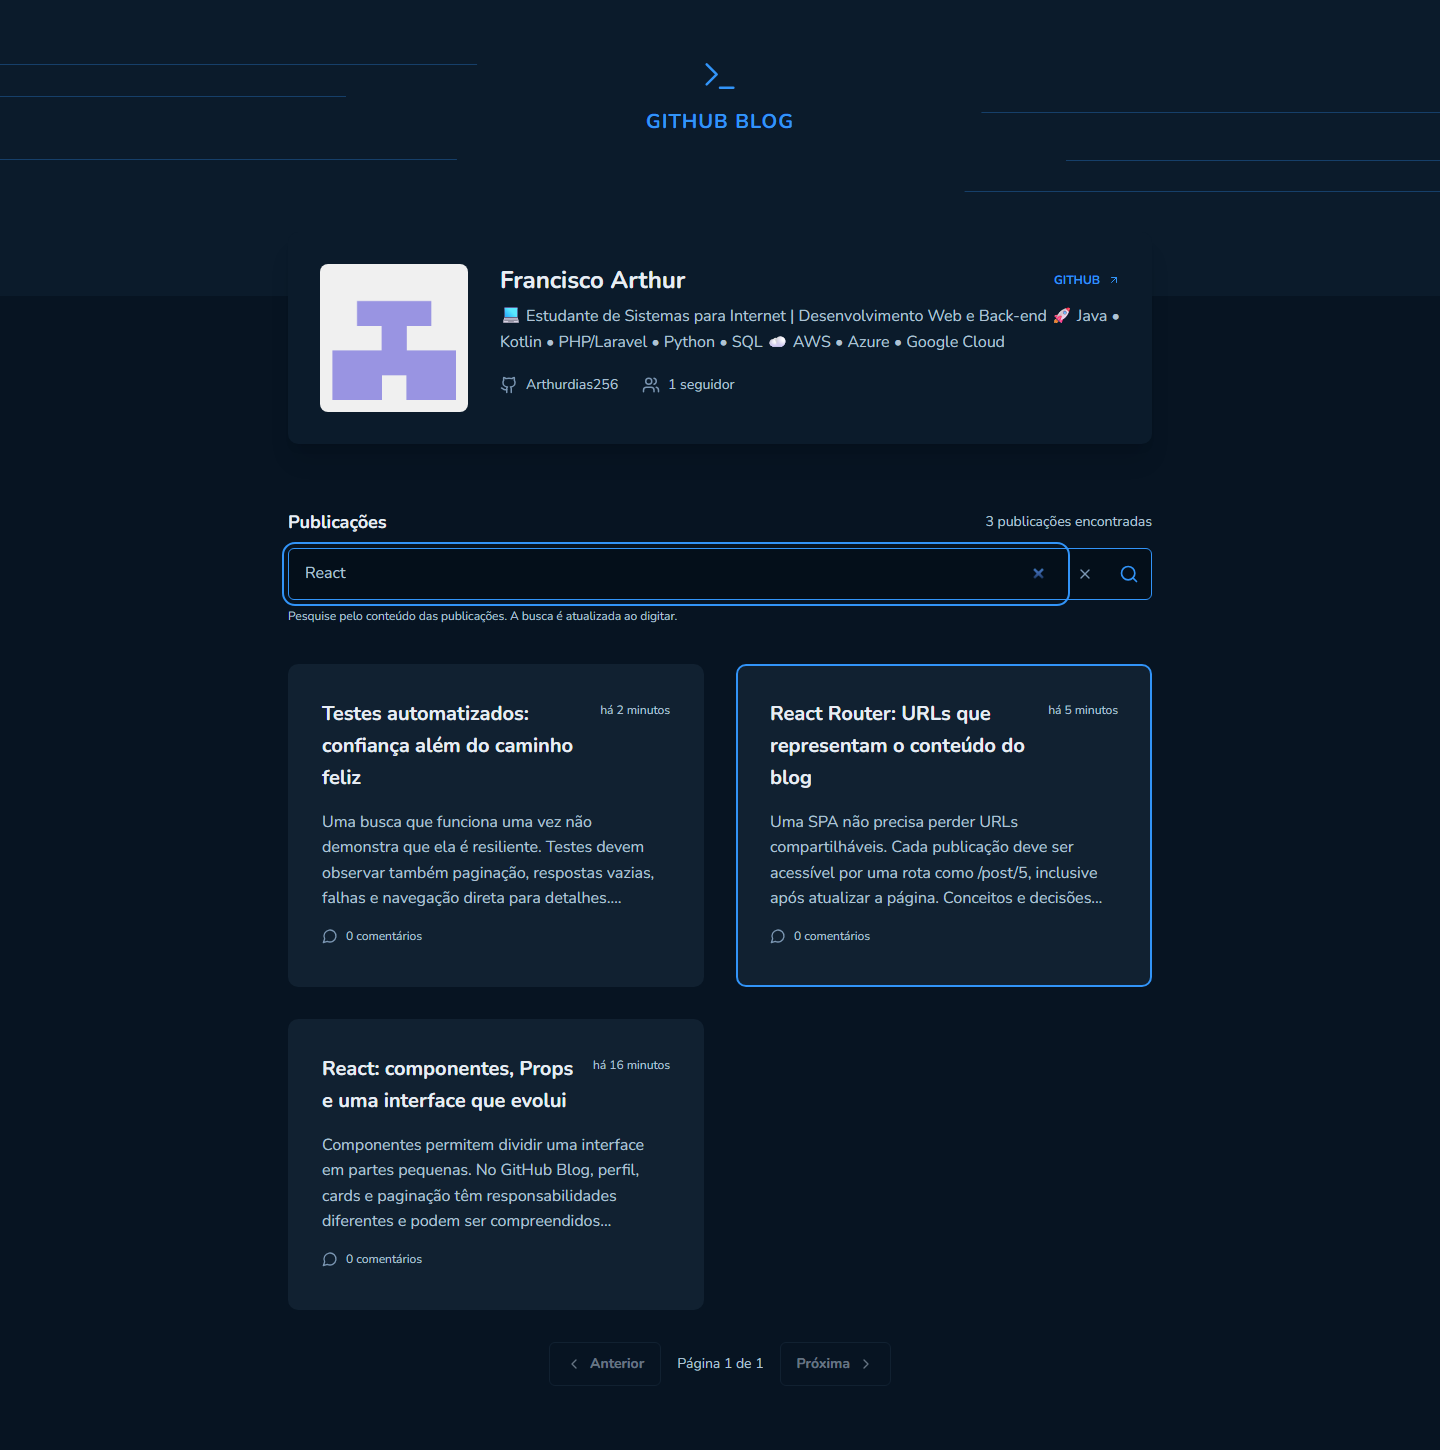 GITHUB BLOG
Francisco Arthur
GITHUB
💻 Estudante de Sistemas para Internet | Desenvolvimento Web e Back-end 🚀 Java •
Kotlin • PHP/Laravel • Python • SQL ☁️ AWS • Azure • Google Cloud
Arthurdias256
1 seguidor
Publicações
3 publicações encontradas
React
Pesquise pelo conteúdo das publicações. A busca é atualizada ao digitar.
Testes automatizados:
confiança além do caminho
feliz
há 2 minutos
Uma busca que funciona uma vez não
demonstra que ela é resiliente. Testes devem
observar também paginação, respostas vazias,
falhas e navegação direta para detalhes....
0 comentários
React Router: URLs que
representam o conteúdo do
blog
há 5 minutos
Uma SPA não precisa perder URLs
compartilháveis. Cada publicação deve ser
acessível por uma rota como /post/5, inclusive
após atualizar a página. Conceitos e decisões...
0 comentários
React: componentes, Props
e uma interface que evolui
há 16 minutos
Componentes permitem dividir uma interface
em partes pequenas. No GitHub Blog, perfil,
cards e paginação têm responsabilidades
diferentes e podem ser compreendidos...
0 comentários
Anterior
Página 1 de 1
Próxima